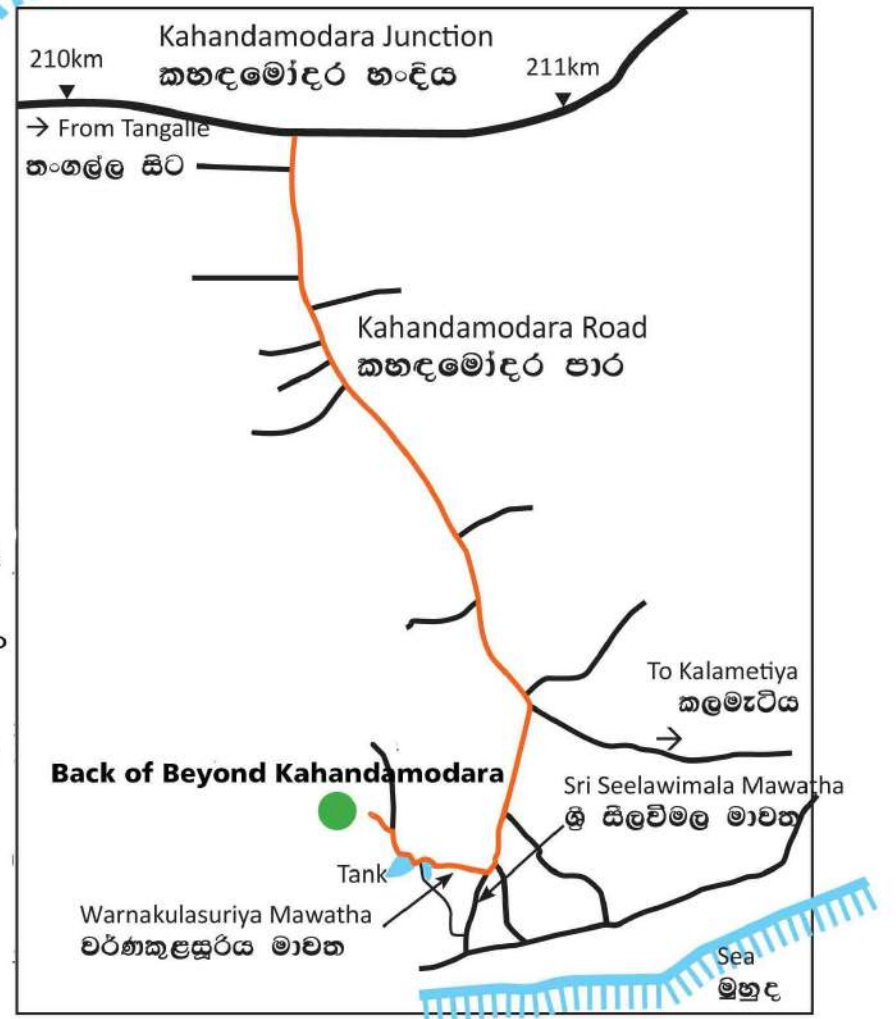 Kahandamodara Junction
කහඳමෝදර හංදිය
210km
211km
→ From Tangalle
තංගල්ල සිට
Kahandamodara Road
කහඳමෝදර පාර
To Kalametiya
කලමැටිය
→
Back of Beyond Kahandamodara
Sri Seelawimala Mawatha
ශ්‍රී සීලවිමල මාවත
Tank
Warnakulasuriya Mawatha
වර්ණකුළසූරිය මාවත
Sea
මුහුද